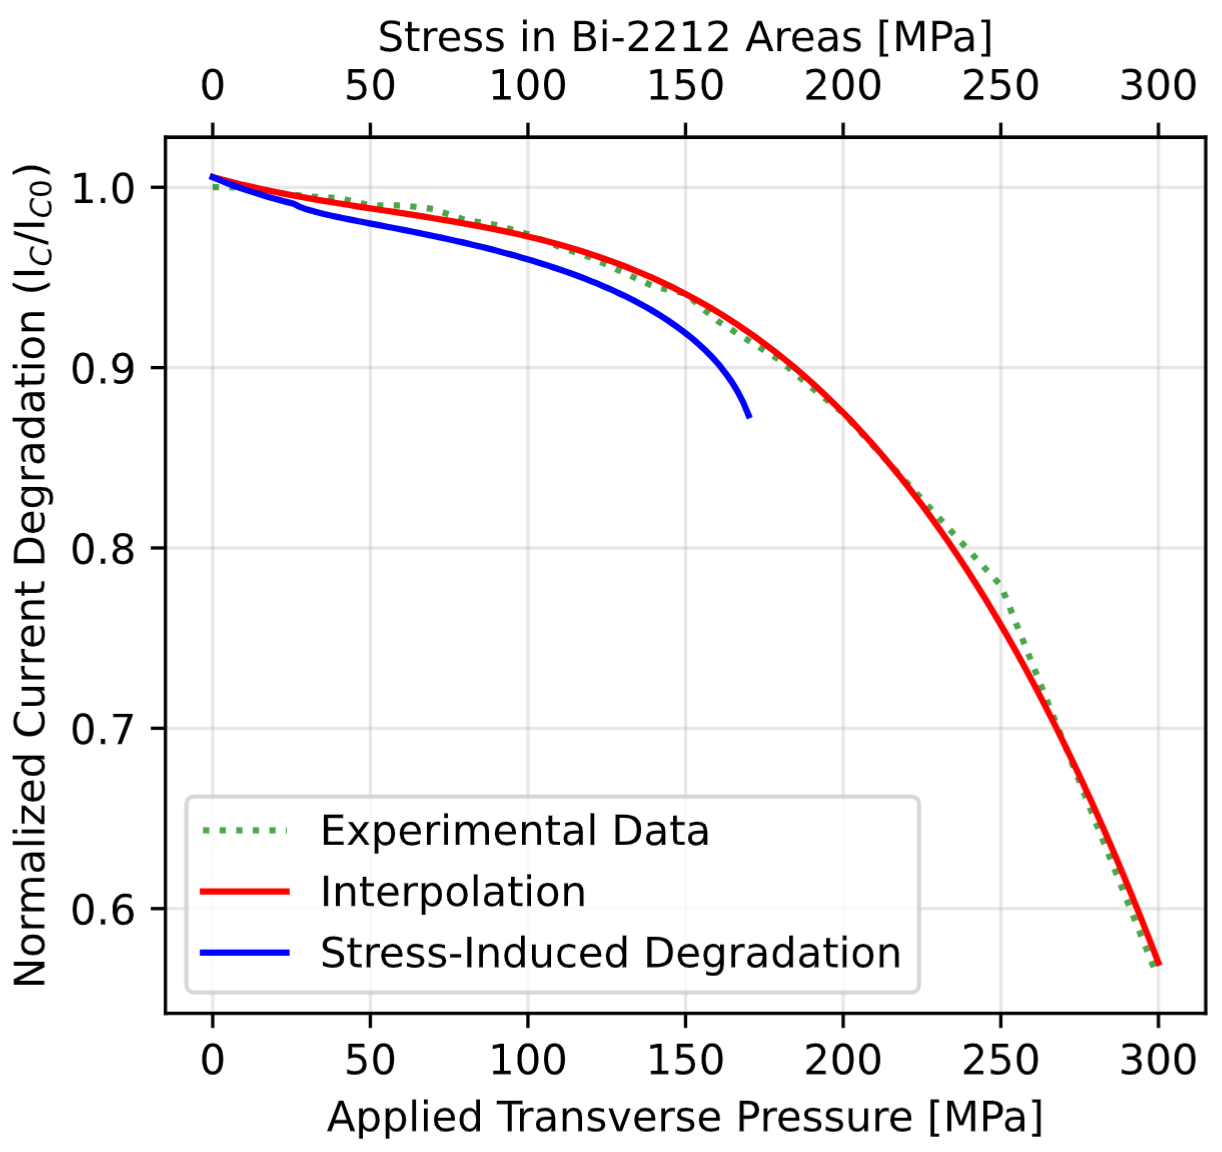 Stress in Bi-2212 Areas [MPa]
0 50 100 150 200 250 300
Normalized Current Degradation (I_C/I_{C0})
1.0
0.9
0.8
0.7
0.6
Experimental Data
Interpolation
Stress-Induced Degradation
0 50 100 150 200 250 300
Applied Transverse Pressure [MPa]